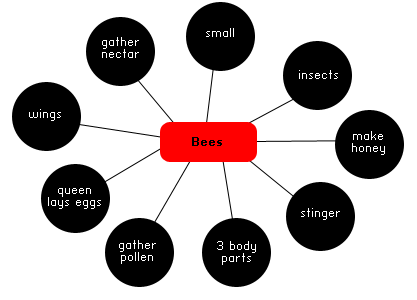 small
gather
nectar
insects
wings
Bees
make
honey
queen
lays eggs
stinger
gather
pollen
3 body
parts